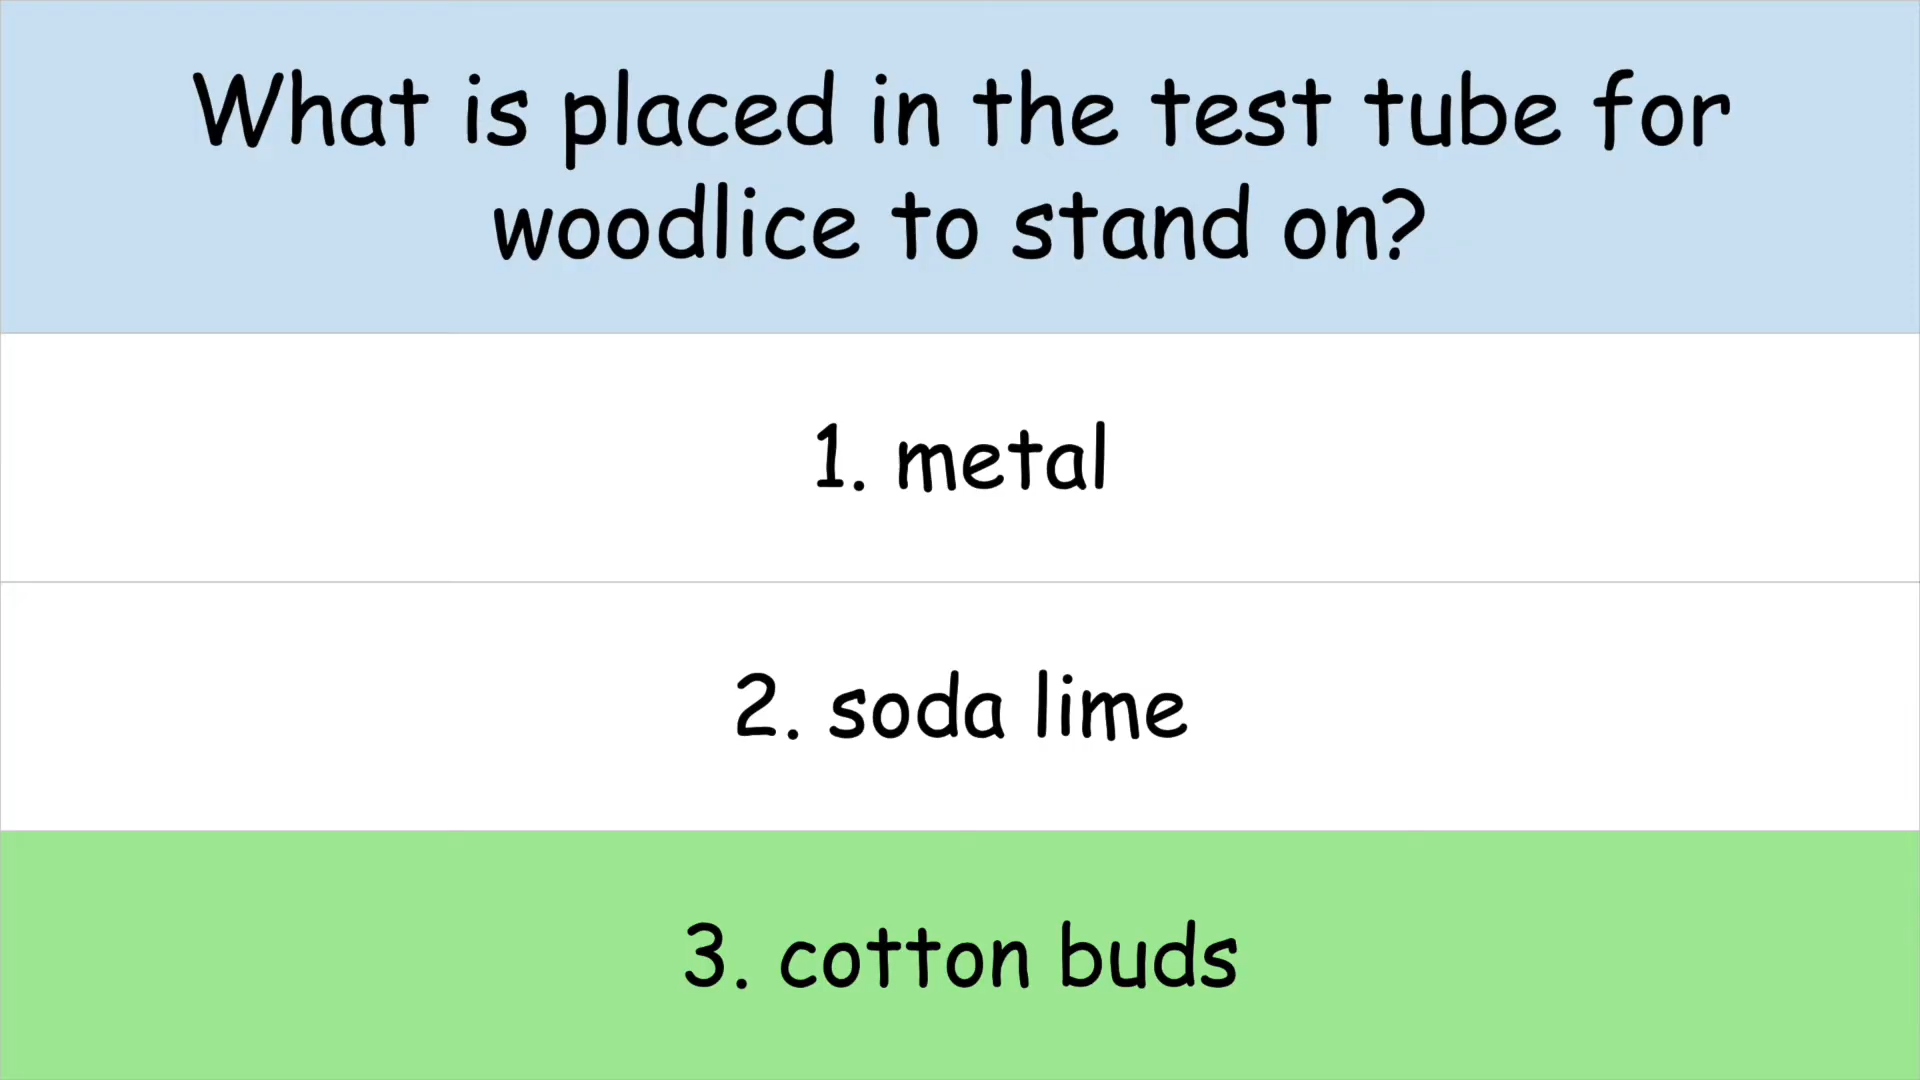 What is placed in the test tube for
woodlice to stand on?
1. metal
2. soda lime
3. cotton buds